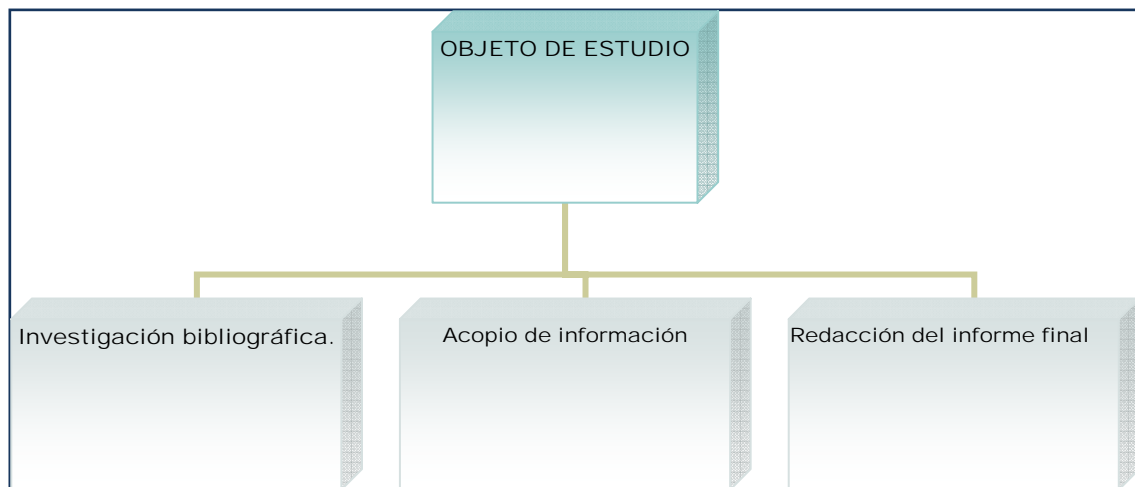 OBJETO DE ESTUDIO
Investigación bibliográfica.
Acopio de información
Redacción del informe final